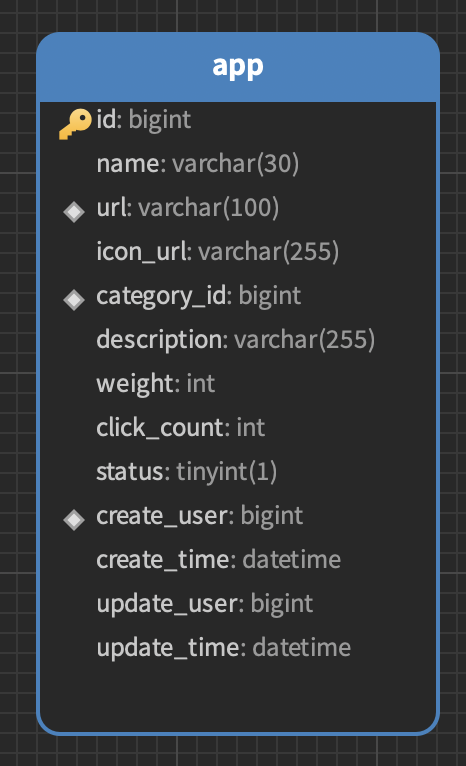 app
id: bigint
name: varchar(30)
url: varchar(100)
icon_url: varchar(255)
category_id: bigint
description: varchar(255)
weight: int
click_count: int
status: tinyint(1)
create_user: bigint
create_time: datetime
update_user: bigint
update_time: datetime